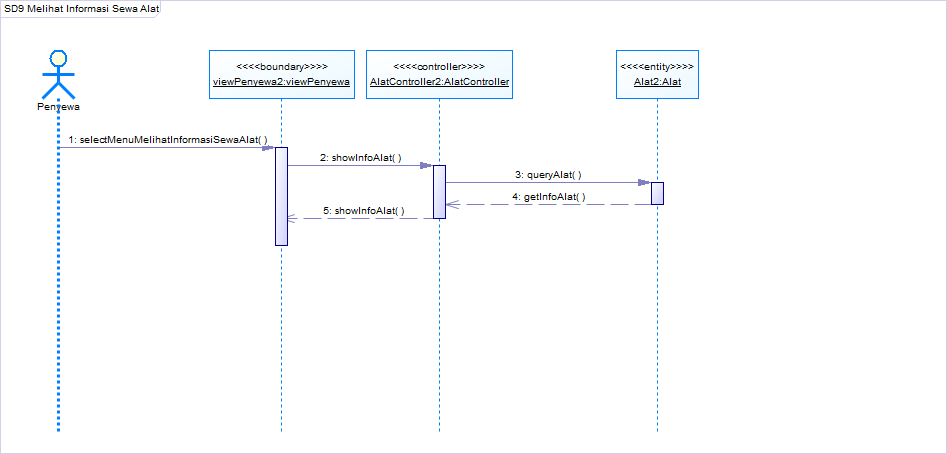 SD9 Melihat Informasi Sewa Alat
<<<<boundary>>>>
viewPenyewa2:viewPenyewa
<<<<controller>>>>
AlatController2:AlatController
<<<<entity>>>>
Alat2:Alat
Penyewa
1: selectMenuMelihatInformasiSewaAlat( )
2: showInfoAlat( )
3: queryAlat( )
4: getInfoAlat( )
5: showInfoAlat( )